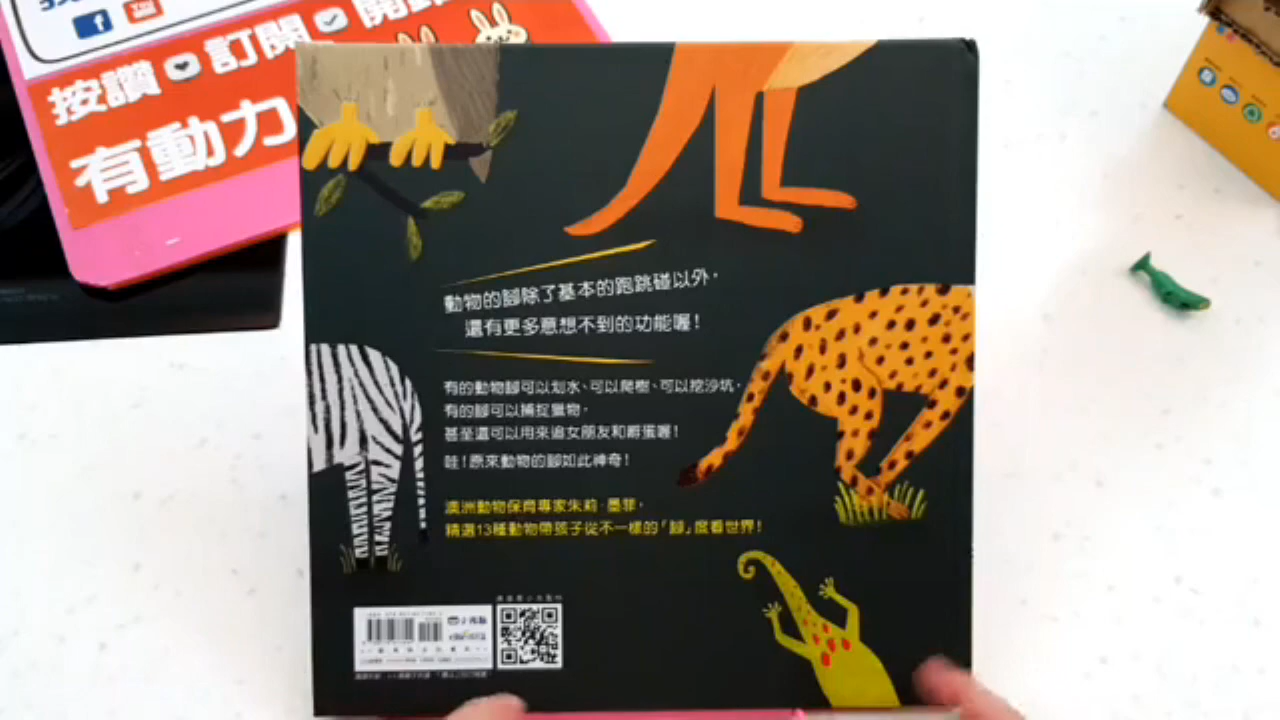 按讚 訂閱 開
有動力
動物的腳除了基本的跑跳碰以外，
還有更多意想不到的功能喔！
有的動物腳可以划水、可以爬樹、可以挖沙坑，
有的腳可以捕捉獵物，
甚至還可以用來追女朋友和孵蛋喔！
哇！原來動物的腳如此神奇！
澳洲動物保育專家朱莉·墨菲，
精選13種動物帶孩子從不一樣的「腳」度看世界！